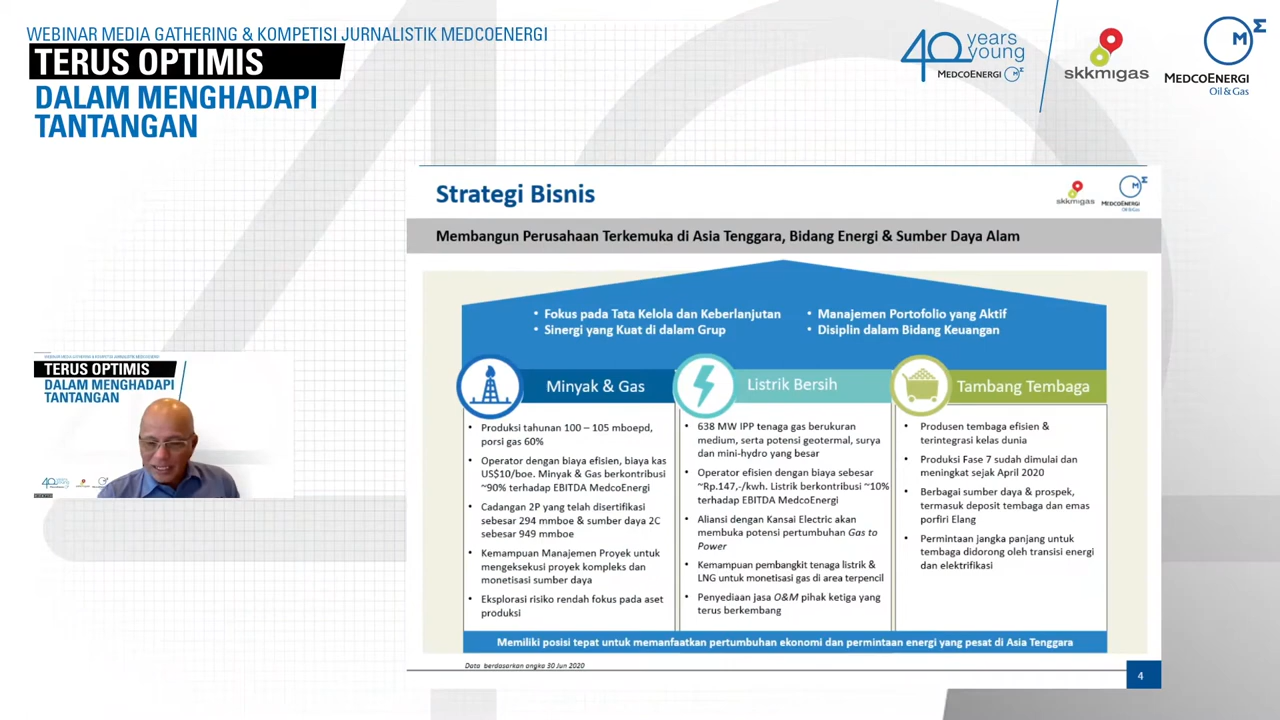 WEBINAR MEDIA GATHERING & KOMPETISI JURNALISTIK MEDCOENERGI
TERUS OPTIMIS
DALAM MENGHADAPI
TANTANGAN
40 years
young
MEDCOENERGI
skkmigas
MEDCOENERGI
Oil & Gas
Strategi Bisnis
skkmigas
MEDCOENERGI
Oil & Gas
Membangun Perusahaan Terkemuka di Asia Tenggara, Bidang Energi & Sumber Daya Alam
• Fokus pada Tata Kelola dan Keberlanjutan
• Sinergi yang Kuat di dalam Grup
• Manajemen Portofolio yang Aktif
• Disiplin dalam Bidang Keuangan
Minyak & Gas
• Produksi tahunan 100 – 105 mboepd,
porsi gas 60%
• Operator dengan biaya efisien, biaya kas
US$10/boe. Minyak & Gas berkontribusi
~90% terhadap EBITDA MedcoEnergi
• Cadangan 2P yang telah disertifikasi
sebesar 294 mmboe & sumber daya 2C
sebesar 949 mmboe
• Kemampuan Manajemen Proyek untuk
mengeksekusi proyek kompleks dan
monetisasi sumber daya
• Eksplorasi risiko rendah fokus pada aset
produksi
Listrik Bersih
• 638 MW IPP tenaga gas berukuran
medium, serta potensi geotermal, surya
dan mini-hydro yang besar
• Operator efisien dengan biaya sebesar
~Rp.147,-/kwh. Listrik berkontribusi ~10%
terhadap EBITDA MedcoEnergi
• Aliansi dengan Kansai Electric akan
membuka potensi pertumbuhan Gas to
Power
• Kemampuan pembangkit tenaga listrik &
LNG untuk monetisasi gas di area terpencil
• Penyediaan jasa O&M pihak ketiga yang
terus berkembang
Tambang Tembaga
• Produsen tembaga efisien &
terintegrasi kelas dunia
• Produksi Fase 7 sudah dimulai dan
meningkat sejak April 2020
• Berbagai sumber daya & prospek,
termasuk deposit tembaga dan emas
porfiri Elang
• Permintaan jangka panjang untuk
tembaga didorong oleh transisi energi
dan elektrifikasi
Memiliki posisi tepat untuk memanfaatkan pertumbuhan ekonomi dan permintaan energi yang pesat di Asia Tenggara
Data berdasarkan angka 30 Jun 2020
4
WEBINAR MEDIA GATHERING & KOMPETISI JURNALISTIK MEDCOENERGI
TERUS OPTIMIS
DALAM MENGHADAPI
TANTANGAN